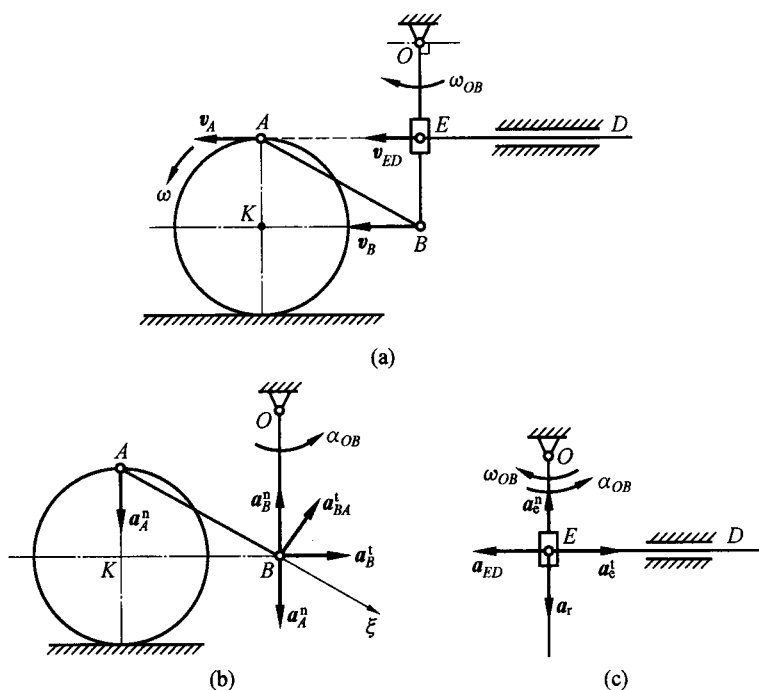 O
ω_OB
v_A A E D
v_ED
ω
K
v_B B
(a)
O
α_OB
A
a_B^n a_BA^t
a_A^n
K B a_B^t
a_A^n
ξ
(b)
O
ω_OB α_OB
a_e^n
E D
a_ED a_e^t
a_r
(c)